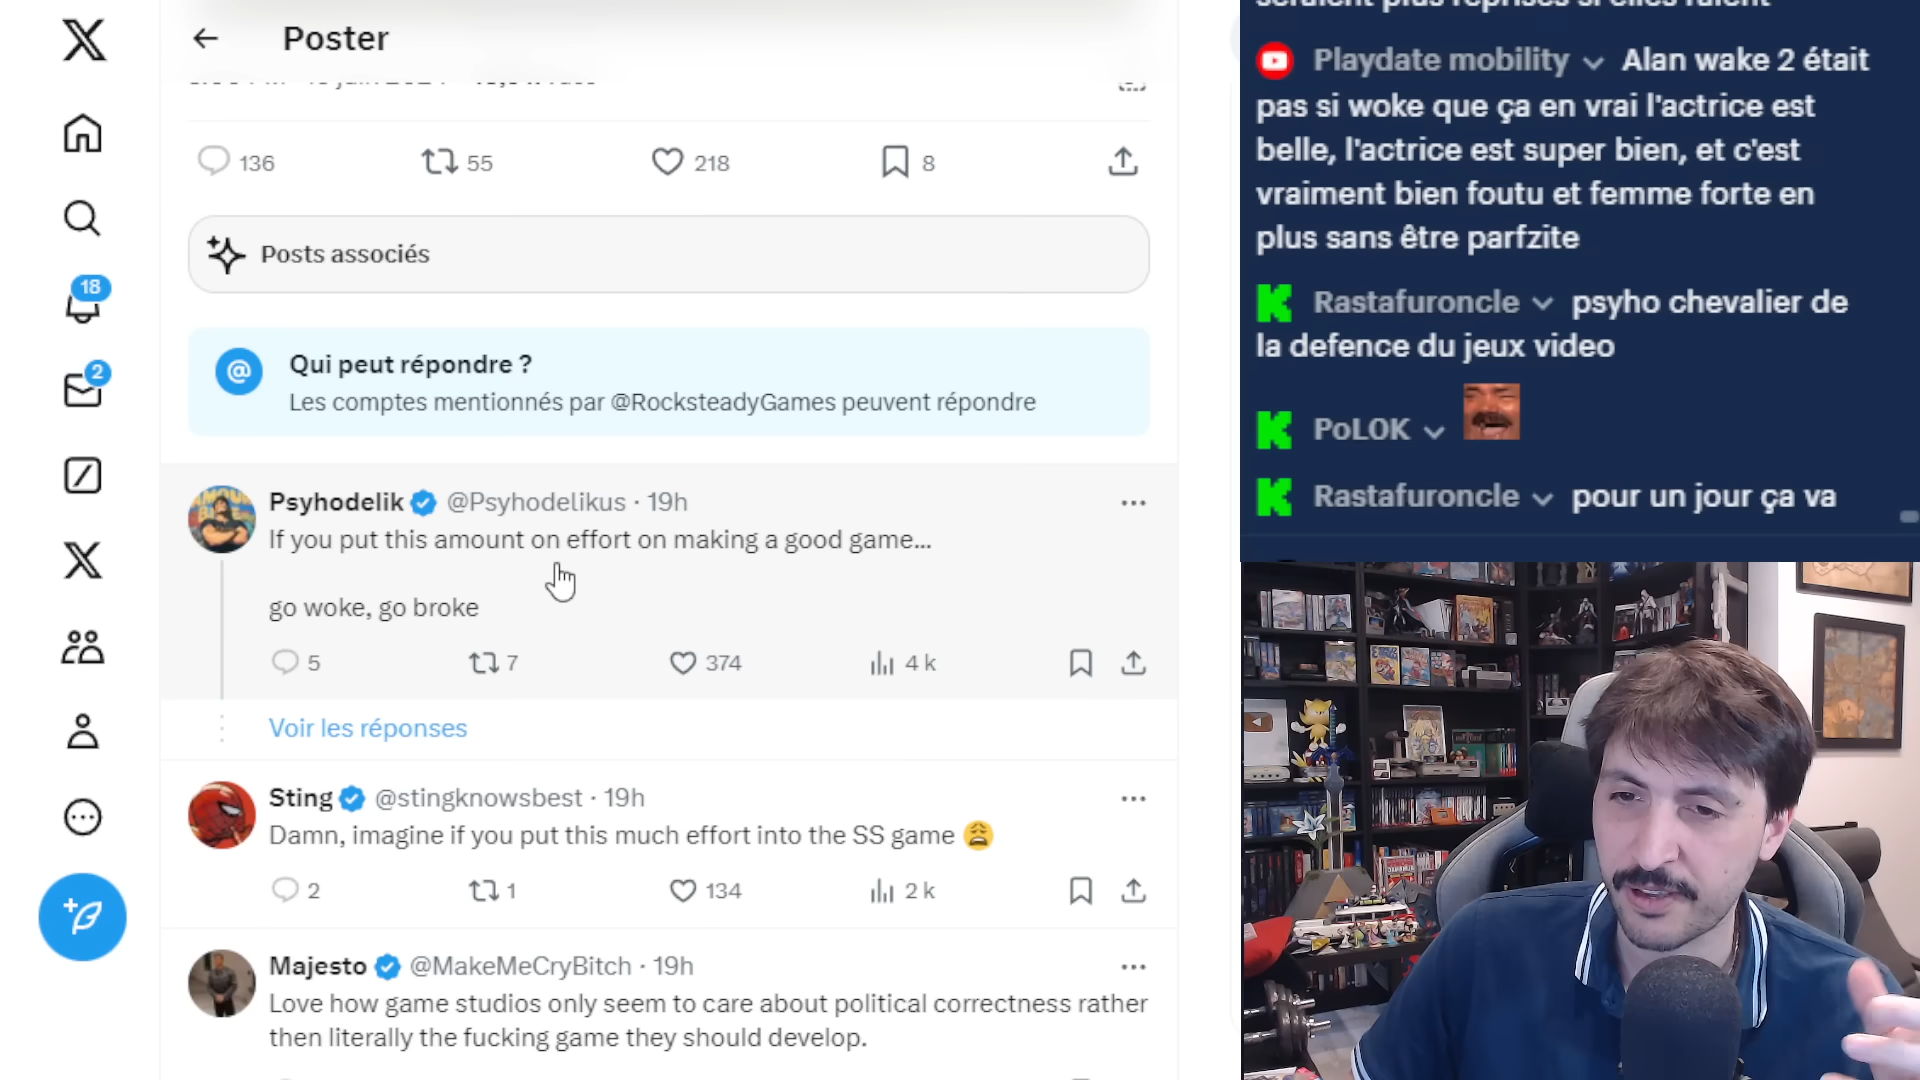 Poster
136
55
218
8
Posts associés
Qui peut répondre ?
Les comptes mentionnés par @RocksteadyGames peuvent répondre
Psyhodelik @Psyhodelikus · 19h
If you put this amount on effort on making a good game...
go woke, go broke
5
7
374
4 k
Voir les réponses
Sting @stingknowsbest · 19h
Damn, imagine if you put this much effort into the SS game
2
1
134
2 k
Majesto @MakeMeCryBitch · 19h
Love how game studios only seem to care about political correctness rather
then literally the fucking game they should develop.
18
2
Playdate mobility Alan wake 2 était
pas si woke que ça en vrai l'actrice est
belle, l'actrice est super bien, et c'est
vraiment bien foutu et femme forte en
plus sans être parfzite
Rastafuroncle psyho chevalier de
la defence du jeux video
PoLOK
Rastafuroncle pour un jour ça va